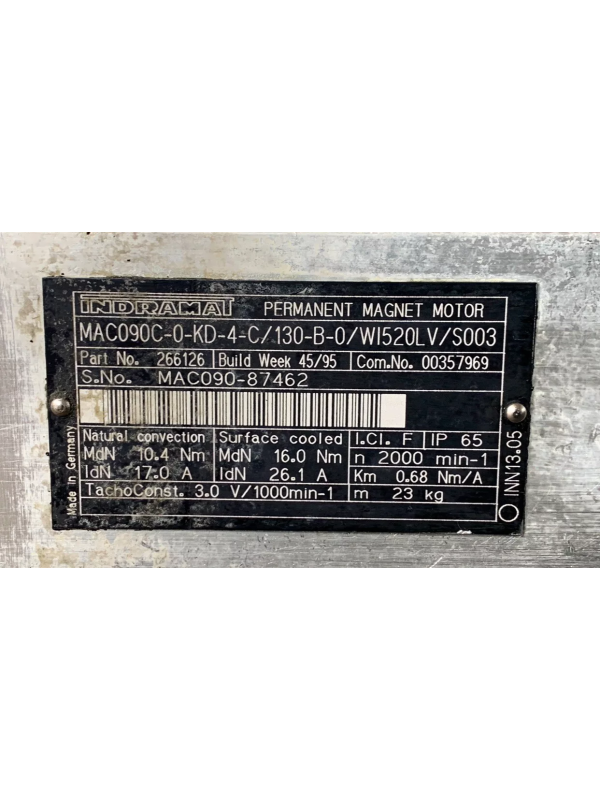 INDRAMAT PERMANENT MAGNET MOTOR
MAC090C-0-KD-4-C/130-B-0/WI520LV/S003
Part No. 266126 Build Week 45/95 Com.No. 00357969
S.No. MAC090-87462
Natural convection Surface cooled I.Cl. F IP 65
MdN 10.4 Nm MdN 16.0 Nm n 2000 min-1
IdN 17.0 A IdN 26.1 A Km 0.68 Nm/A
TachoConst. 3.0 V/1000min-1 m 23 kg
Made in Germany
INN13.05